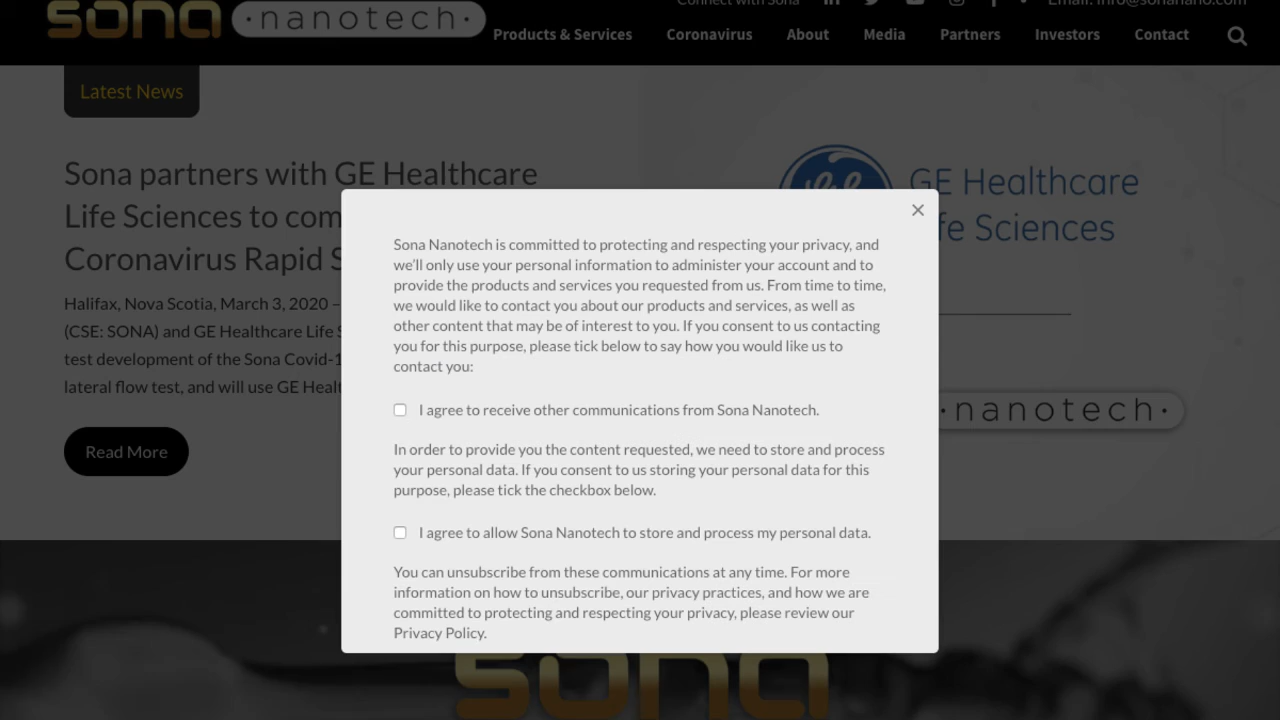 sona
·nanotech·
Connect with Sona
Email: info@sonanano.com
Products & Services
Coronavirus
About
Media
Partners
Investors
Contact
Latest News
Sona partners with GE Healthcare
Life Sciences to com
Coronavirus Rapid S
Halifax, Nova Scotia, March 3, 2020 –
(CSE: SONA) and GE Healthcare Life S
test development of the Sona Covid-1
lateral flow test, and will use GE Healt
Read More
GE Healthcare
fe Sciences
·nanotech·
Sona Nanotech is committed to protecting and respecting your privacy, and
we'll only use your personal information to administer your account and to
provide the products and services you requested from us. From time to time,
we would like to contact you about our products and services, as well as
other content that may be of interest to you. If you consent to us contacting
you for this purpose, please tick below to say how you would like us to
contact you:
I agree to receive other communications from Sona Nanotech.
In order to provide you the content requested, we need to store and process
your personal data. If you consent to us storing your personal data for this
purpose, please tick the checkbox below.
I agree to allow Sona Nanotech to store and process my personal data.
You can unsubscribe from these communications at any time. For more
information on how to unsubscribe, our privacy practices, and how we are
committed to protecting and respecting your privacy, please review our
Privacy Policy.
sona